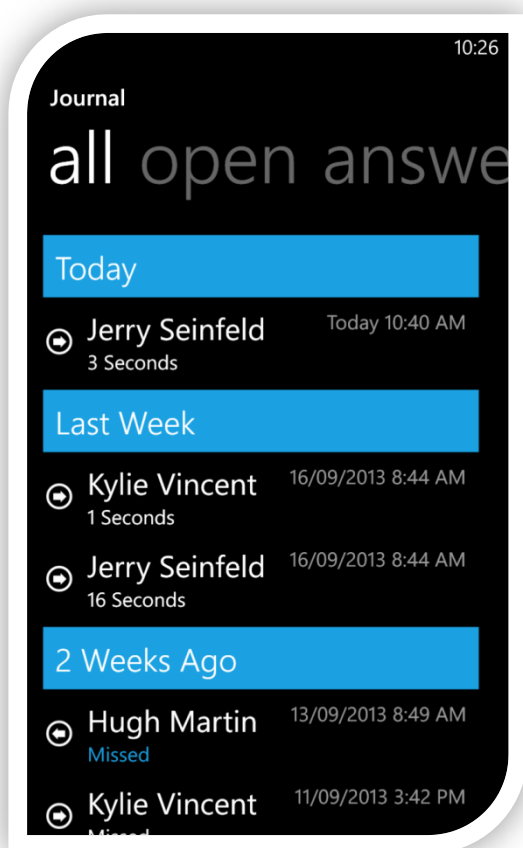 10:26
Journal
all open answe
Today
Jerry Seinfeld Today 10:40 AM
3 Seconds
Last Week
Kylie Vincent 16/09/2013 8:44 AM
1 Seconds
Jerry Seinfeld 16/09/2013 8:44 AM
16 Seconds
2 Weeks Ago
Hugh Martin 13/09/2013 8:49 AM
Missed
Kylie Vincent 11/09/2013 3:42 PM
Missed